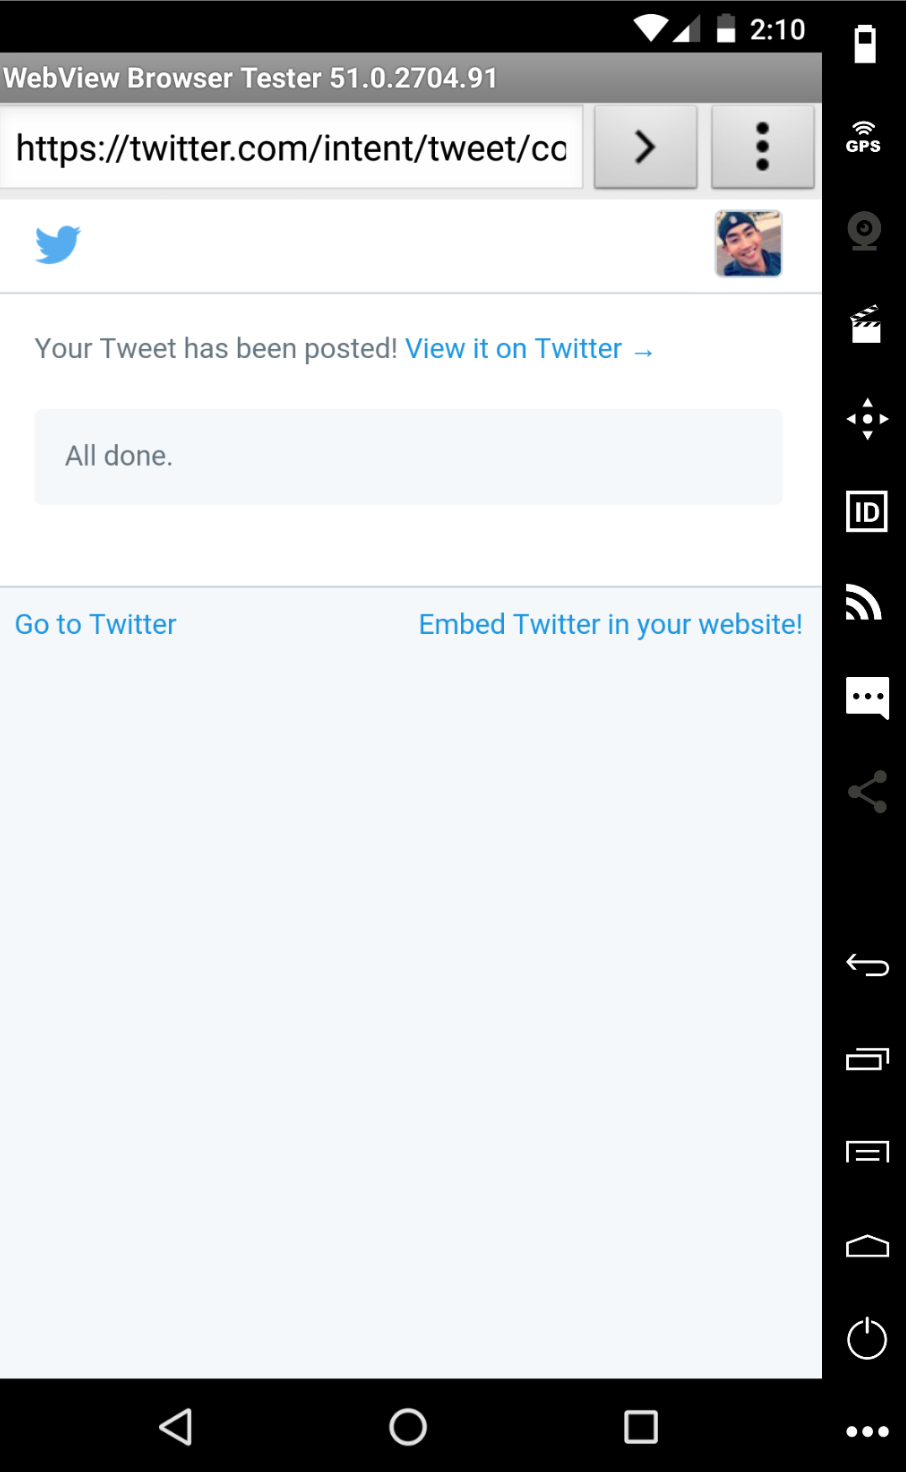 2:10
WebView Browser Tester 51.0.2704.91
https://twitter.com/intent/tweet/co
Your Tweet has been posted! View it on Twitter →
All done.
Go to Twitter
Embed Twitter in your website!
GPS
ID